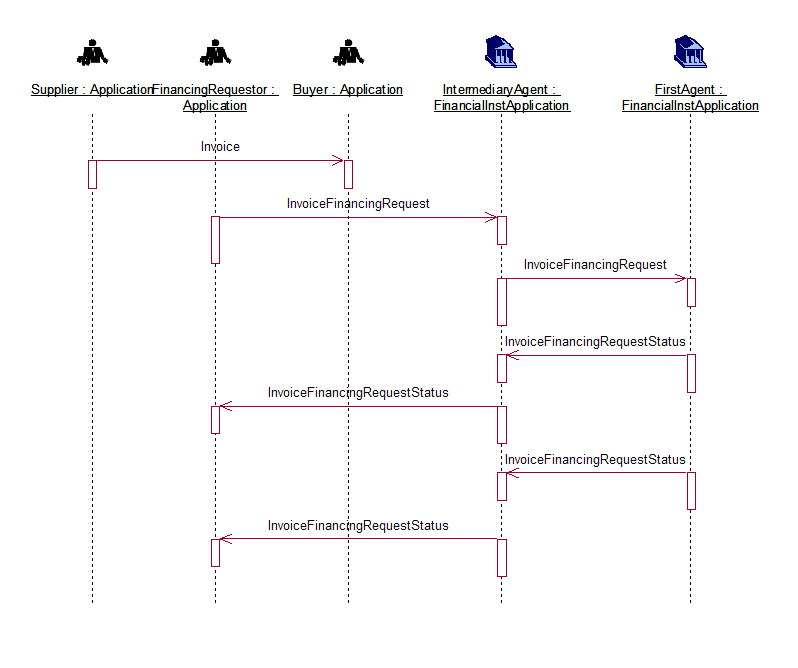 Supplier : Application
FinancingRequestor :
Application
Buyer : Application
IntermediaryAgent :
FinancialInstApplication
FirstAgent :
FinancialInstApplication
Invoice
InvoiceFinancingRequest
InvoiceFinancingRequest
InvoiceFinancingRequestStatus
InvoiceFinancingRequestStatus
InvoiceFinancingRequestStatus
InvoiceFinancingRequestStatus